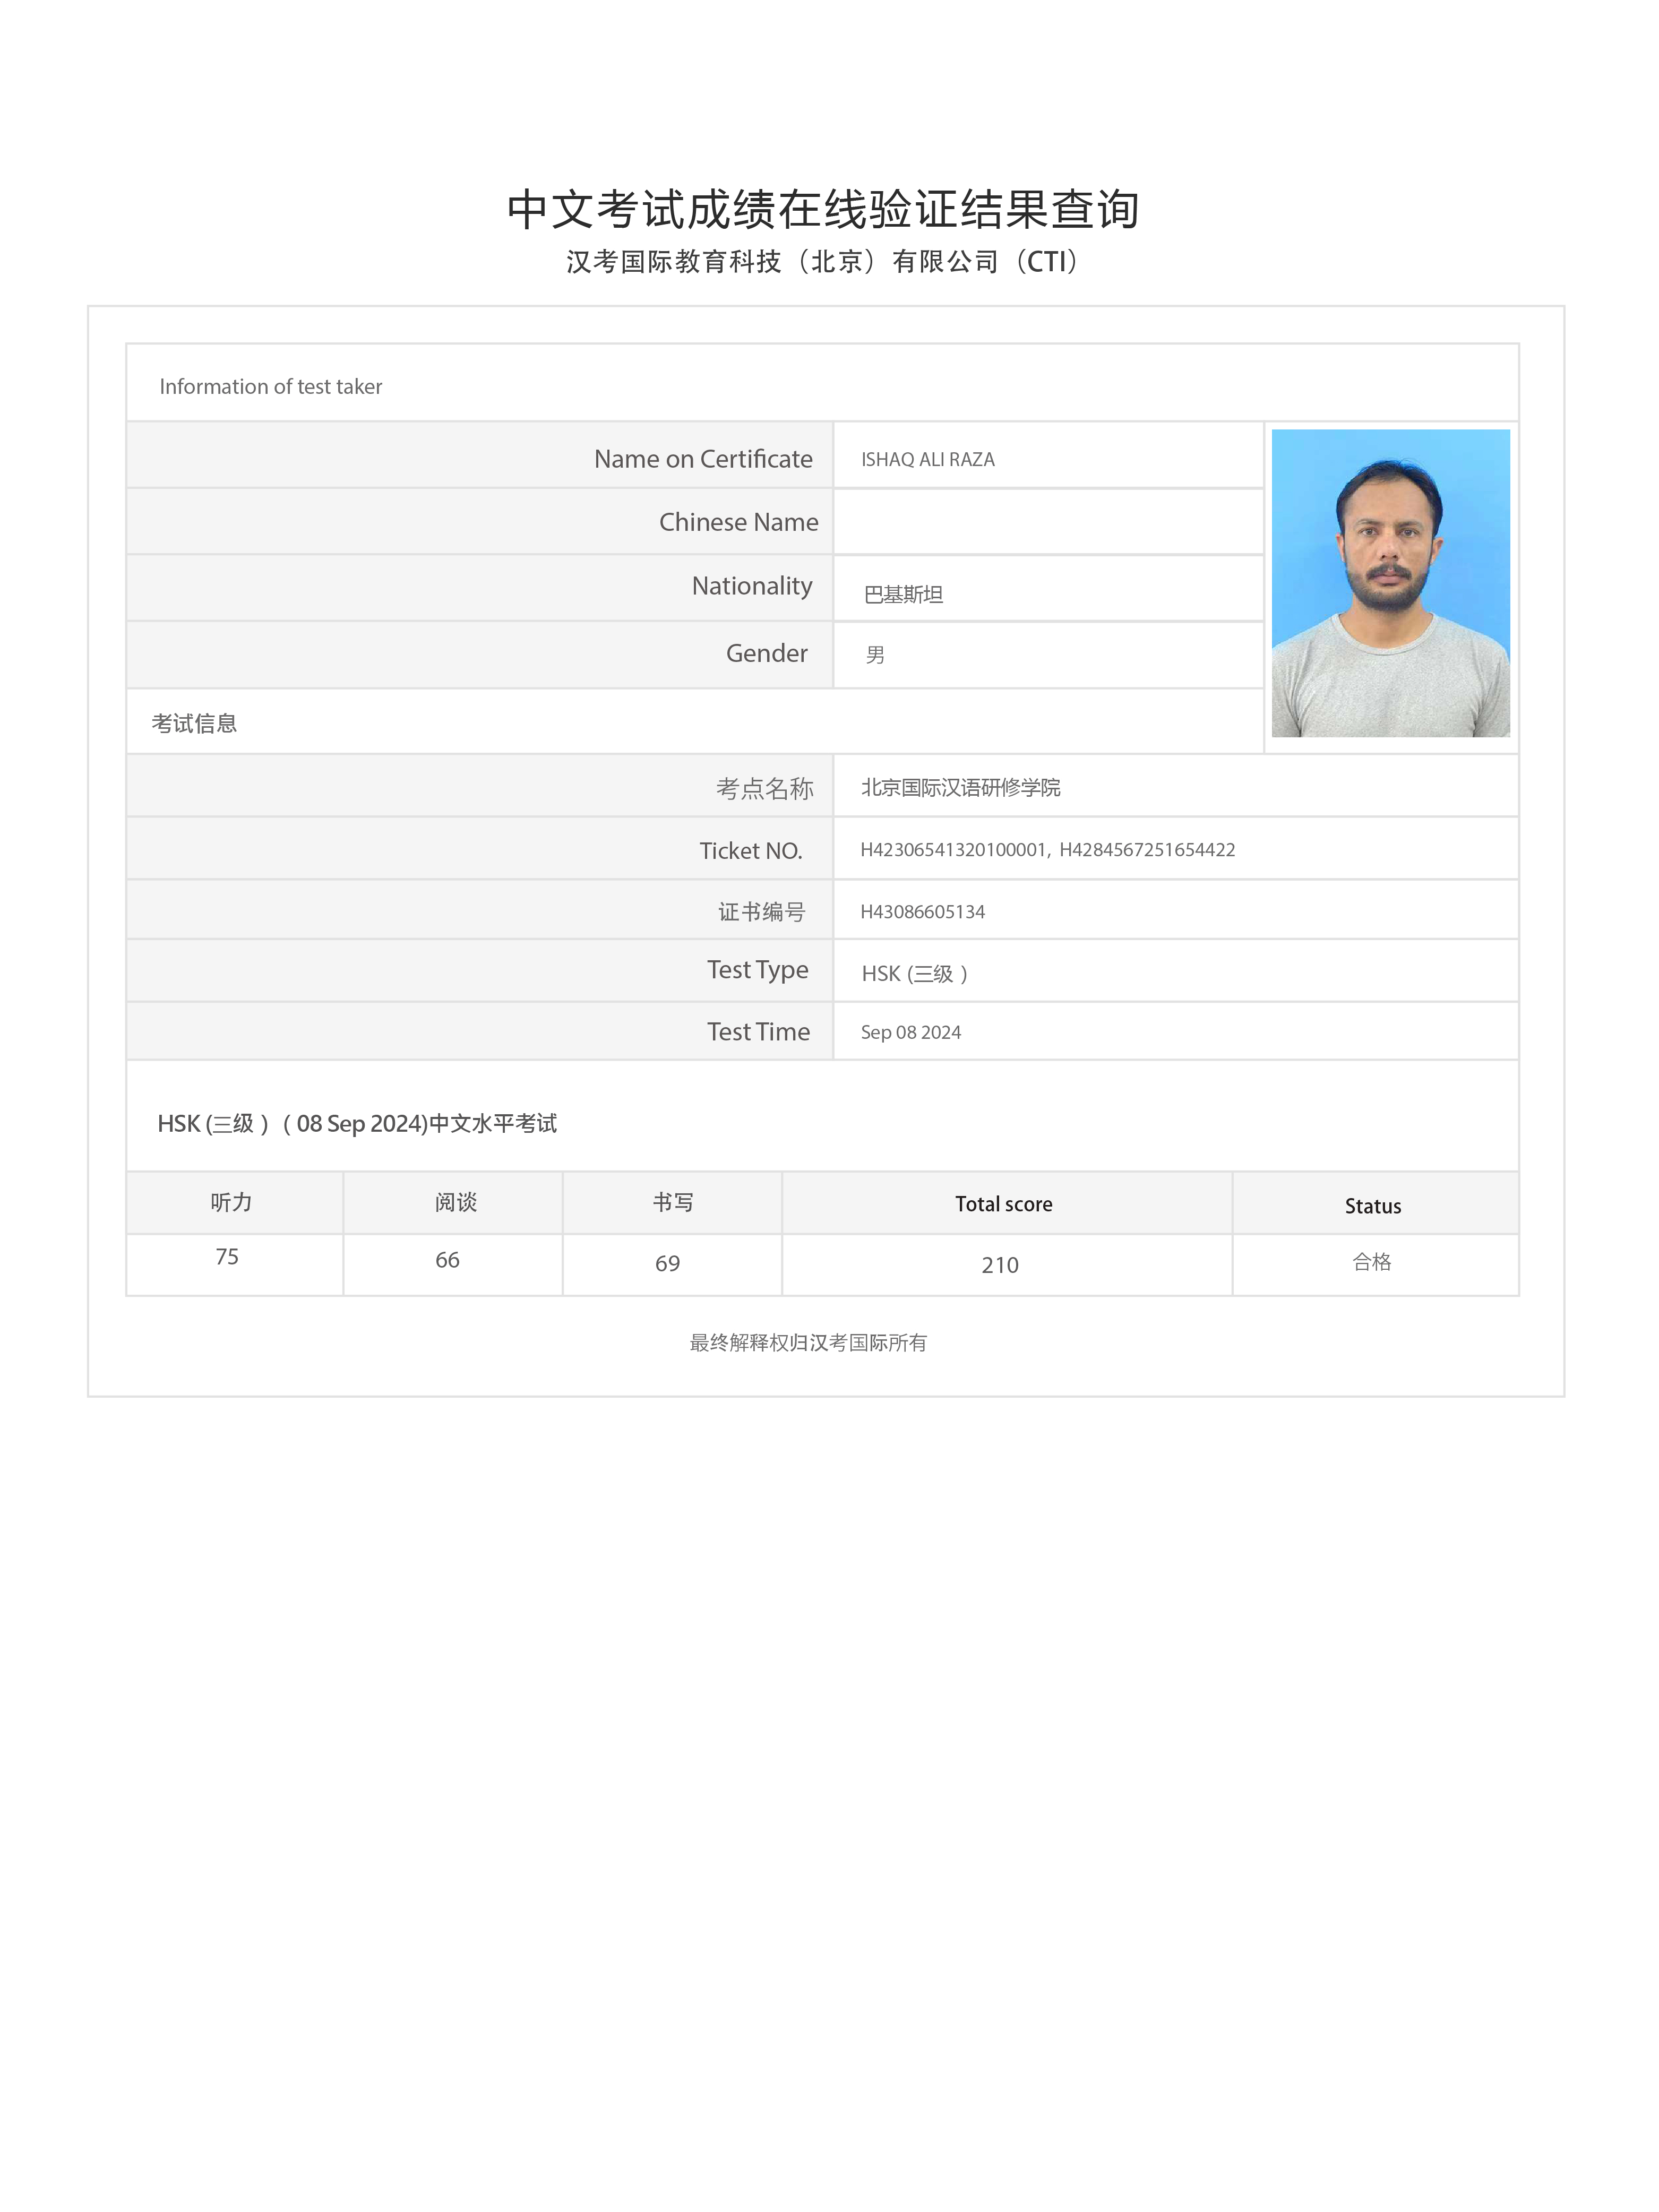 中文考试成绩在线验证结果查询
汉考国际教育科技（北京）有限公司（CTI）
Information of test taker
Name on Certificate ISHAQ ALI RAZA
Chinese Name
Nationality 巴基斯坦
Gender 男
考试信息
考点名称 北京国际汉语研修学院
Ticket NO. H42306541320100001, H4284567251654422
证书编号 H43086605134
Test Type HSK (三级 )
Test Time Sep 08 2024
HSK (三级 ) ( 08 Sep 2024)中文水平考试
听力 阅谈 书写 Total score Status
75 66 69 210 合格
最终解释权归汉考国际所有